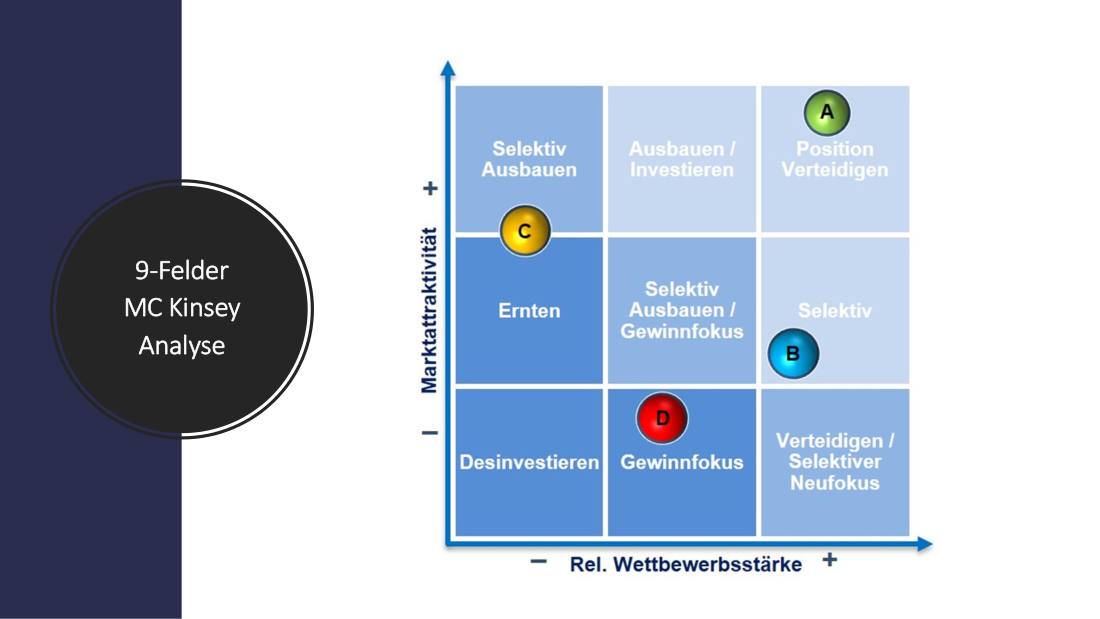 9-Felder
MC Kinsey
Analyse
Marktattraktivität
+
−
A
Selektiv
Ausbauen
Ausbauen /
Investieren
Position
Verteidigen
C
Ernten
Selektiv
Ausbauen /
Gewinnfokus
Selektiv
B
D
Desinvestieren
Gewinnfokus
Verteidigen /
Selektiver
Neufokus
− Rel. Wettbewerbsstärke +